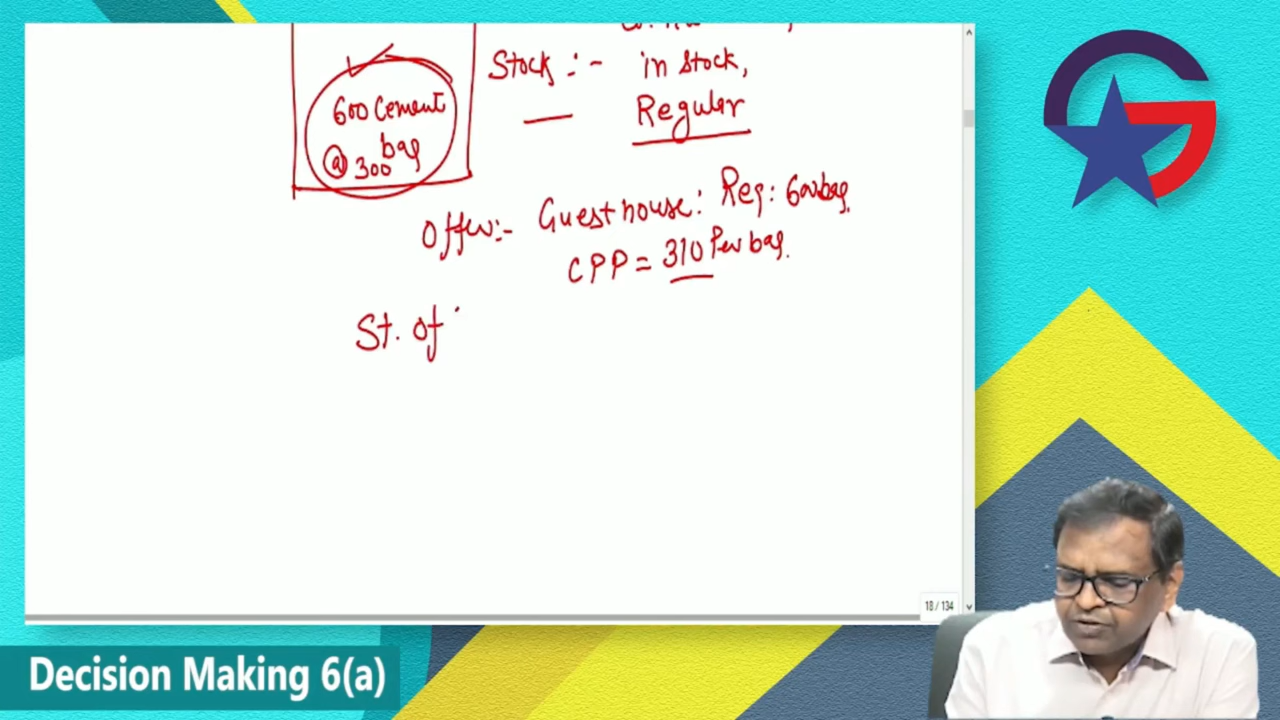 600 Cement
bag
@ 300
Stock :- in stock,
Regular
Offer:- Guest house: Req: 600 bag.
CPP = 310 Per bag.
St. of
18 / 134
Decision Making 6(a)